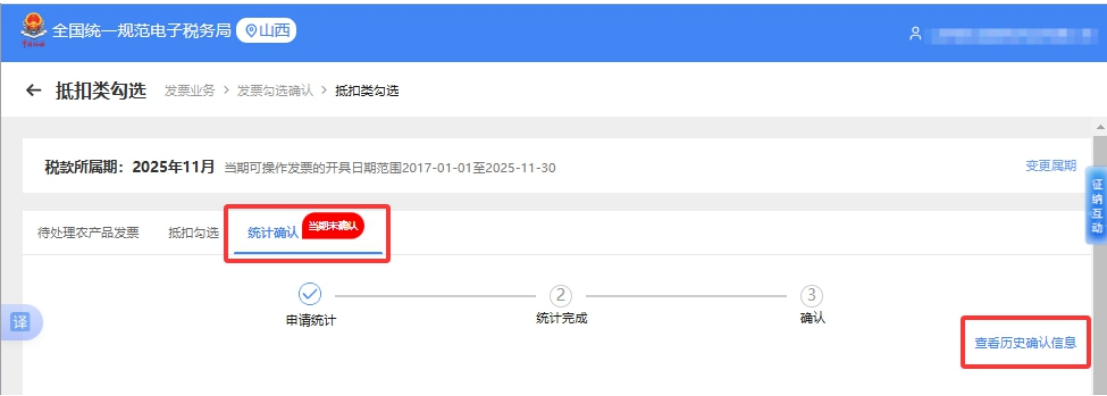 全国统一规范电子税务局 山西
抵扣类勾选 发票业务 > 发票勾选确认 > 抵扣类勾选
税款所属期：2025年11月 当期可操作发票的开具日期范围2017-01-01至2025-11-30 变更属期
征纳互动
待处理农产品发票 抵扣勾选 统计确认 当期未确认
2 3
申请统计 统计完成 确认
译
查看历史确认信息